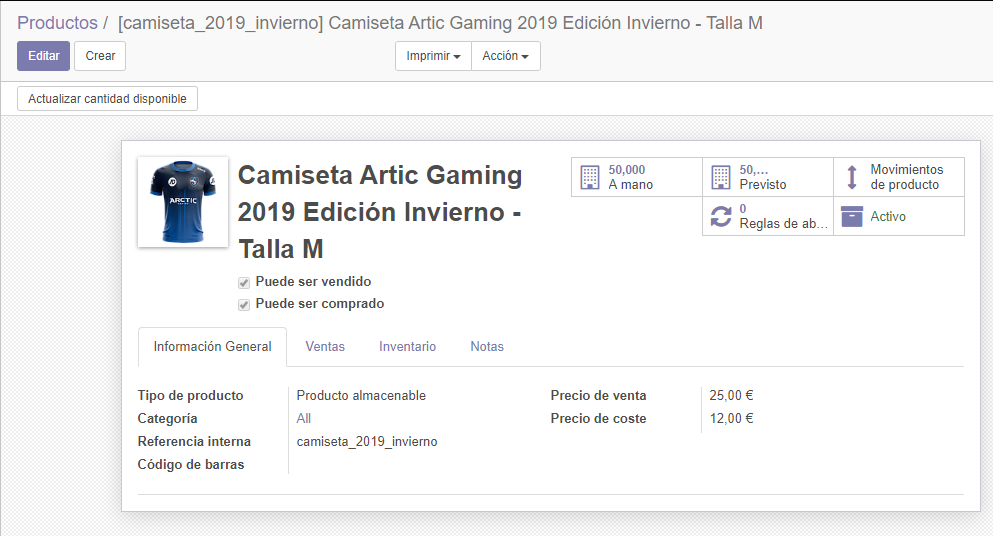 Productos / [camiseta_2019_invierno] Camiseta Artic Gaming 2019 Edición Invierno - Talla M
Editar Crear Imprimir Acción
Actualizar cantidad disponible
ARCTIC
Camiseta Artic Gaming
2019 Edición Invierno -
Talla M
50,000
A mano
50,...
Previsto
Movimientos
de producto
0
Reglas de ab...
Activo
Puede ser vendido
Puede ser comprado
Información General Ventas Inventario Notas
Tipo de producto Producto almacenable Precio de venta 25,00 €
Categoría All Precio de coste 12,00 €
Referencia interna camiseta_2019_invierno
Código de barras